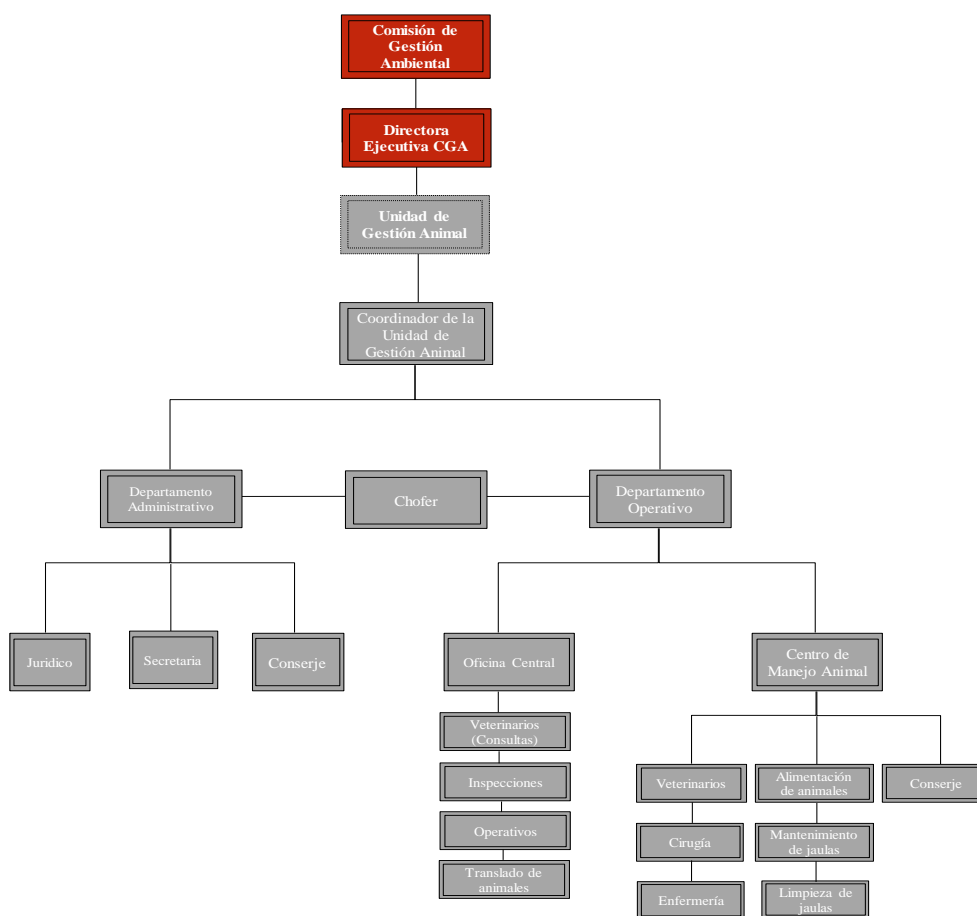 Comisión de
Gestión
Ambiental
Directora
Ejecutiva CGA
Unidad de
Gestión Animal
Coordinador de la
Unidad de
Gestión Animal
Departamento
Administrativo
Chofer
Departamento
Operativo
Juridico
Secretaria
Conserje
Oficina Central
Centro de
Manejo Animal
Veterinarios
(Consultas)
Inspecciones
Operativos
Translado de
animales
Veterinarios
Cirugía
Enfermería
Alimentación
de animales
Mantenimiento
de jaulas
Limpieza de
jaulas
Conserje